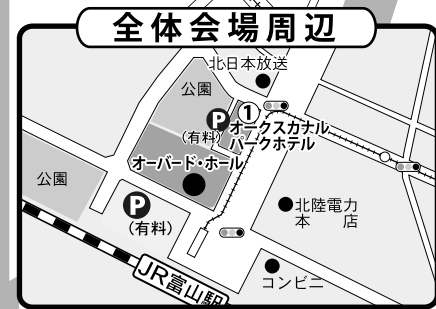 全体会場周辺
北日本放送
公園
P
(有料)
①
オークスカナル
パークホテル
オーバード・ホール
公園
P
(有料)
北陸電力
本店
コンビニ
JR富山駅